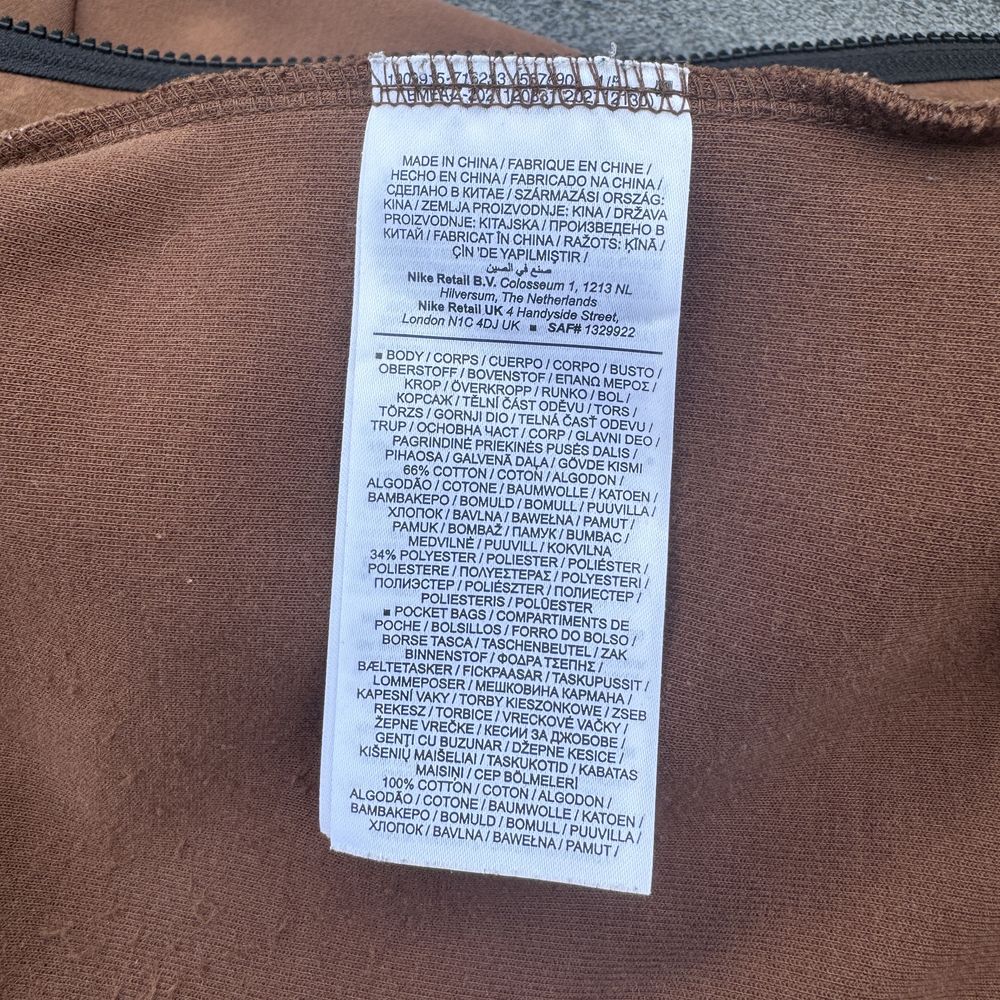 MADE IN CHINA / FABRIQUE EN CHINE /
HECHO EN CHINA / FABRICADO NA CHINA /
СДЕЛАНО В КИТАЕ / SZÁRMAZÁSI ORSZÁG:
KINA / ZEMLJA PROIZVODNJE: KINA / DRŽAVA
PROIZVODNJE: KITAJSKA / ПРОИЗВЕДЕНО В
КИТАЙ / FABRICAT ÎN CHINA / RAŽOTS: ĶĪNĀ /
ÇİN 'DE YAPILMIŞTIR /
صنع في الصين
Nike Retail B.V. Colosseum 1, 1213 NL
Hilversum, The Netherlands
Nike Retail UK 4 Handyside Street,
London N1C 4DJ UK ■ SAF# 1329922
■ BODY / CORPS / CUERPO / CORPO / BUSTO /
OBERSTOFF / BOVENSTOF / ΕΠΑΝΩ ΜΕΡΟΣ /
KROP / ÖVERKROPP / RUNKO / BOL /
КОРСАЖ / TĚLNÍ ČÁST ODĚVU / TORS /
TÖRZS / GORNJI DIO / TELNÁ ČASŤ ODEVU /
TRUP / ОСНОВНА ЧАСТ / CORP / GLAVNI DEO /
PAGRINDINĖ PRIEKINĖS PUSĖS DALIS /
PIHAOSA / GALVENĀ DAĻA / GÖVDE KISMI
66% COTTON / COTON / ALGODON /
ALGODÃO / COTONE / BAUMWOLLE / KATOEN /
ΒΑΜΒΑΚΕΡΟ / BOMULD / BOMULL / PUUVILLA /
ХЛОПОК / BAVLNA / BAWEŁNA / PAMUT /
PAMUK / BOMBAŽ / ПАМУК / BUMBAC /
MEDVILNĖ / PUUVILL / KOKVILNA
34% POLYESTER / POLIESTER / POLIÉSTER /
POLIESTERE / ΠΟΛΥΕΣΤΕΡΑΣ / POLYESTERI /
ПОЛИЭСТЕР / POLIÉSZTER / ПОЛИЕСТЕР /
POLIESTERIS / POLÜESTER
■ POCKET BAGS / COMPARTIMENTS DE
POCHE / BOLSILLOS / FORRO DO BOLSO /
BORSE TASCA / TASCHENBEUTEL / ZAK
BINNENSTOF / ΦΟΔΡΑ ΤΣΕΠΗΣ /
BÆLTETASKER / FICKPAASAR / TASKUPUSSIT /
LOMMEPOSER / МЕШКОВИНА КАРМАНА /
KAPESNÍ VAKY / TORBY KIESZONKOWE / ZSEB
REKESZ / TORBICE / VRECKOVÉ VAČKY /
ŽEPNE VREČKE / КЕСИИ ЗА ДЖОБОВЕ /
GENŢI CU BUZUNAR / DŽEPNE KESICE /
KIŠENIŲ MAIŠELIAI / TASKUKOTID / KABATAS
MAISIŅI / CEP BÖLMELERİ
100% COTTON / COTON / ALGODON /
ALGODÃO / COTONE / BAUMWOLLE / KATOEN /
ΒΑΜΒΑΚΕΡΟ / BOMULD / BOMULL / PUUVILLA /
ХЛОПОК / BAVLNA / BAWEŁNA / PAMUT /